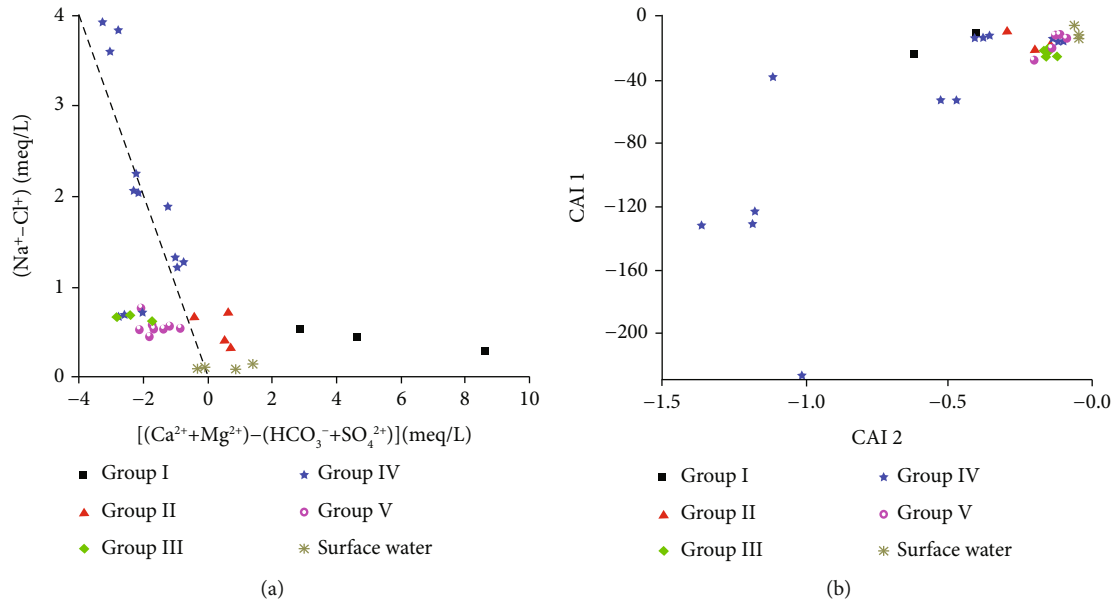 4
3
2
1
0
(Na⁺−Cl⁺) (meq/L)
−4 −2 0 2 4 6 8 10
[(Ca²⁺+Mg²⁺)−(HCO₃⁻+SO₄²⁺)](meq/L)
Group I Group IV
Group II Group V
Group III Surface water
(a)
0
−40
−80
−120
−160
−200
CAI 1
−1.5 −1.0 −0.5 −0.0
CAI 2
Group I Group IV
Group II Group V
Group III Surface water
(b)